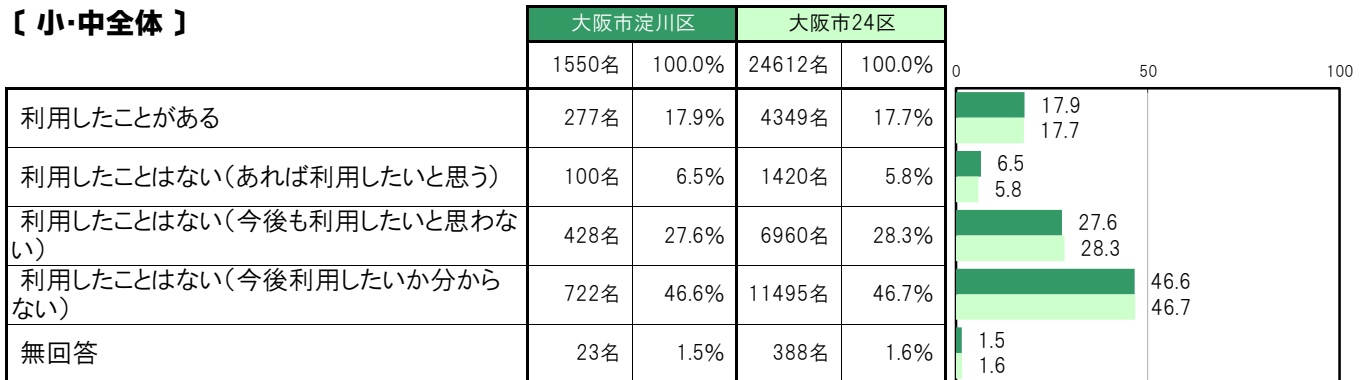 〔 小・中全体 〕
大阪市淀川区 大阪市24区
1550名 100.0% 24612名 100.0%
0 50 100
利用したことがある 277名 17.9% 4349名 17.7%
17.9
17.7
利用したことはない（あれば利用したいと思う） 100名 6.5% 1420名 5.8%
6.5
5.8
利用したことはない（今後も利用したいと思わな
い） 428名 27.6% 6960名 28.3%
27.6
28.3
利用したことはない（今後利用したいか分から
ない） 722名 46.6% 11495名 46.7%
46.6
46.7
無回答 23名 1.5% 388名 1.6%
1.5
1.6